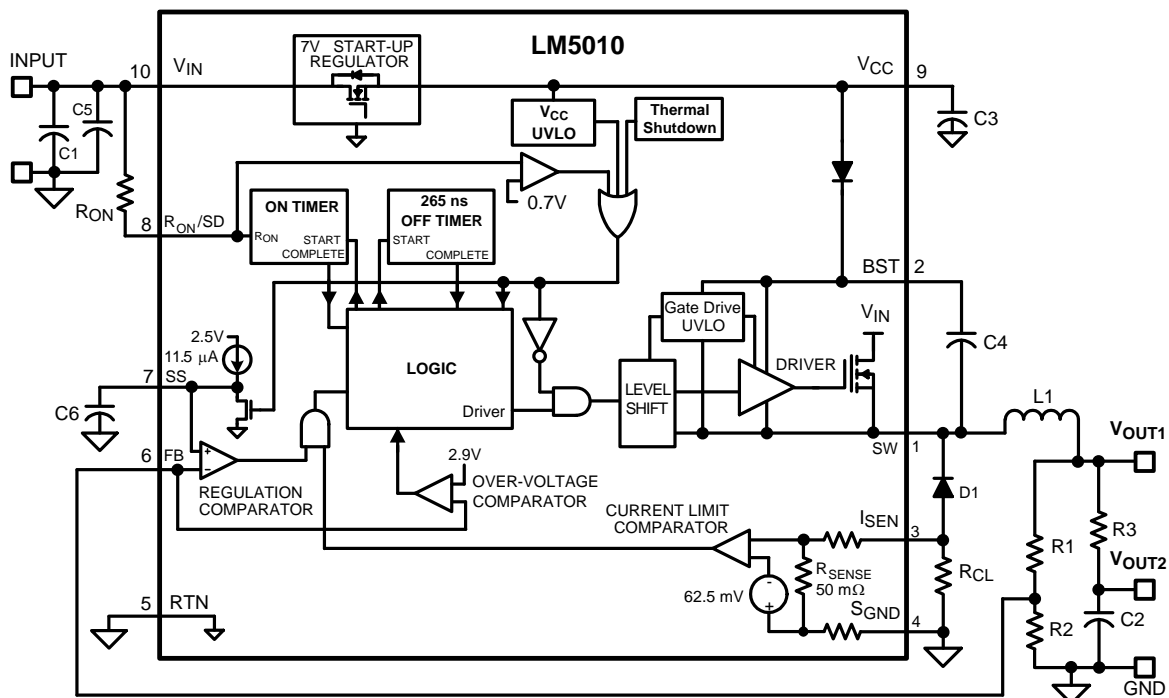 LM5010
7V START-UP
REGULATOR
INPUT
10
VIN
VCC
9
C5
C1
VCC
UVLO
Thermal
Shutdown
C3
RON
0.7V
8
RON/SD
ON TIMER
RON
START
COMPLETE
265 ns
OFF TIMER
START
COMPLETE
BST
2
2.5V
11.5 µA
7
SS
C6
LOGIC
Driver
Gate Drive
UVLO
VIN
DRIVER
C4
LEVEL
SHIFT
L1
SW
1
VOUT1
6
FB
REGULATION
COMPARATOR
2.9V
OVER-VOLTAGE
COMPARATOR
D1
CURRENT LIMIT
COMPARATOR
ISEN
3
R1
R3
VOUT2
RSENSE
50 mΩ
RCL
62.5 mV
5
RTN
SGND
4
R2
C2
GND
+
-
-
+